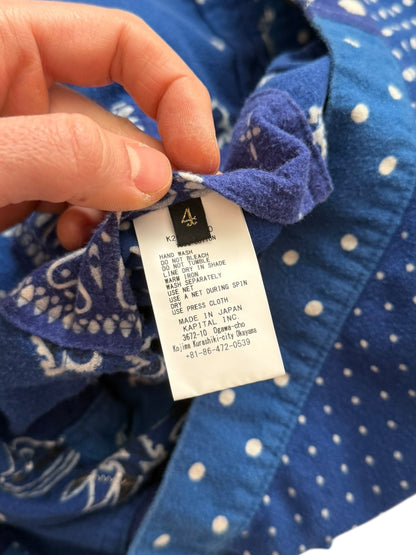 4
COTTON
HAND WASH
DO NOT BLEACH
DO NOT TUMBLE
LINE DRY IN SHADE
WARM IRON
WASH SEPARATELY
USE NET
USE A NET DURING SPIN
DRY
USE PRESS CLOTH
MADE IN JAPAN
KAPITAL INC.
3672-10 Ogawa-cho
Kojima Kurashiki-city Okayama
+81-86-472-0539